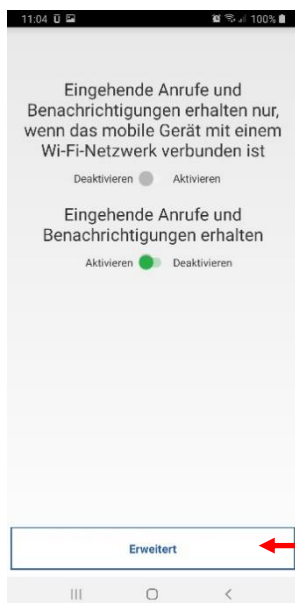 11:04 100%
Eingehende Anrufe und
Benachrichtigungen erhalten nur,
wenn das mobile Gerät mit einem
Wi-Fi-Netzwerk verbunden ist
Deaktivieren Aktivieren
Eingehende Anrufe und
Benachrichtigungen erhalten
Aktivieren Deaktivieren
Erweitert